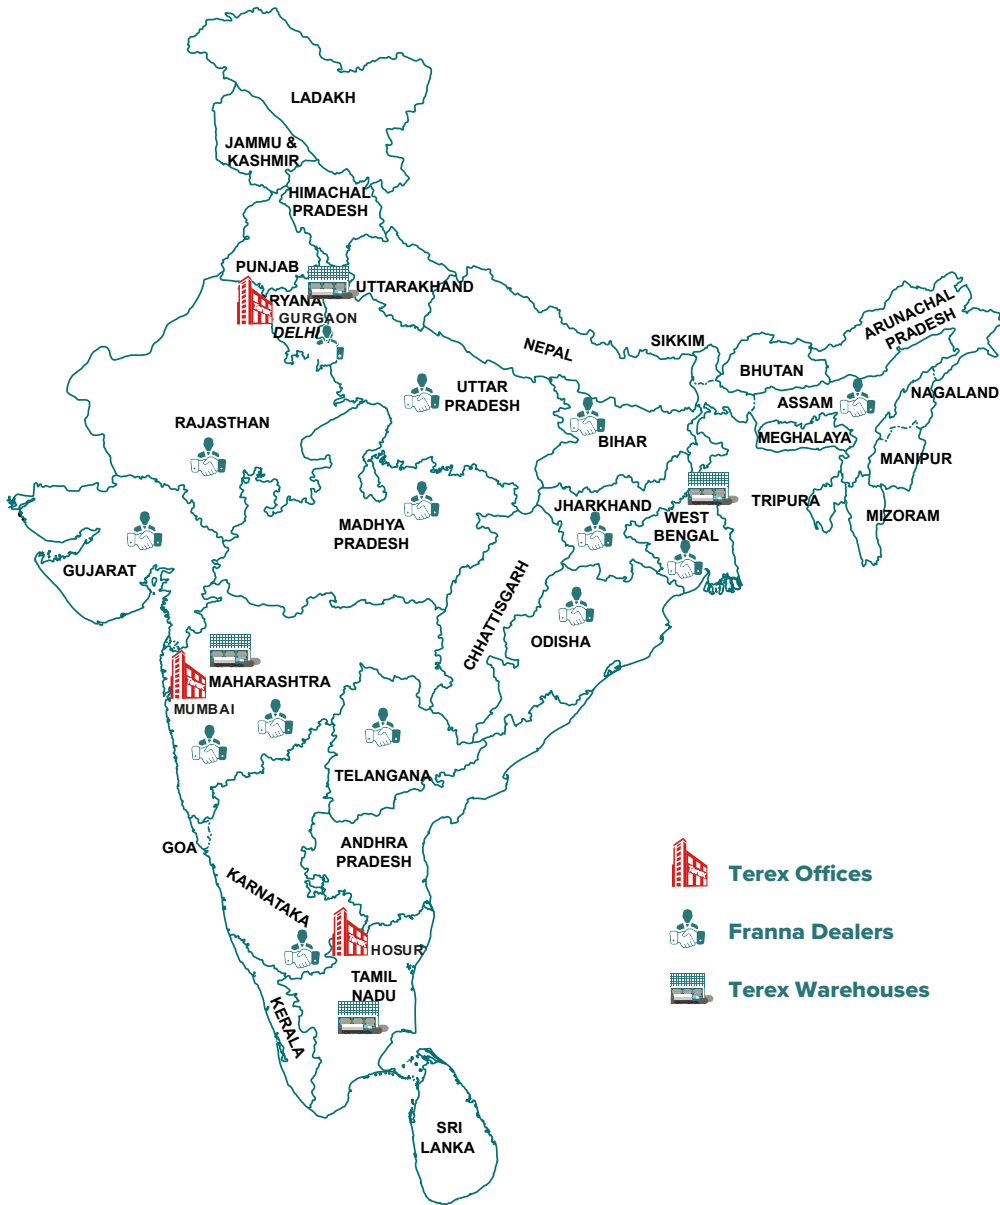 LADAKH
JAMMU &
KASHMIR
HIMACHAL
PRADESH
PUNJAB
UTTARAKHAND
RYANA
GURGAON
DELHI
NEPAL
SIKKIM
ARUNACHAL
PRADESH
BHUTAN
UTTAR
PRADESH
ASSAM
NAGALAND
RAJASTHAN
BIHAR
MEGHALAYA
MANIPUR
JHARKHAND
TRIPURA
MIZORAM
MADHYA
PRADESH
WEST
BENGAL
GUJARAT
CHHATTISGARH
ODISHA
MAHARASHTRA
MUMBAI
TELANGANA
GOA
ANDHRA
PRADESH
KARNATAKA
HOSUR
TAMIL
NADU
KERALA
SRI
LANKA
Terex Offices
Franna Dealers
Terex Warehouses